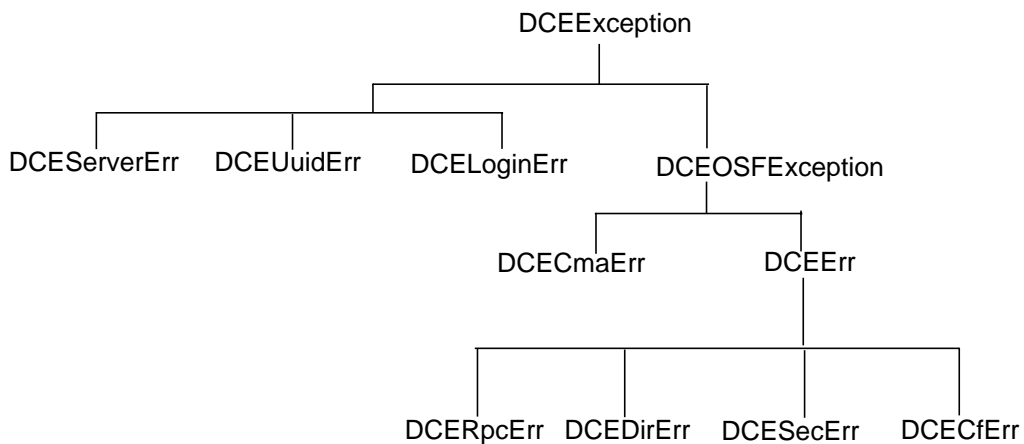 DCEException
DCEServerErr DCEUuidErr DCELoginErr DCEOSFException
DCECmaErr DCEErr
DCERpcErr DCEDirErr DCESecErr DCECfErr